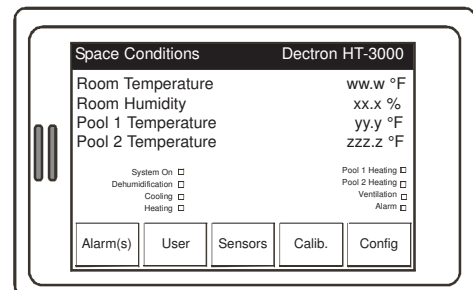 Space Conditions Dectron HT-3000
Room Temperature ww.w °F
Room Humidity xx.x %
Pool 1 Temperature yy.y °F
Pool 2 Temperature zzz.z °F
System On Pool 1 Heating
Dehumidification Pool 2 Heating
Cooling Ventilation
Heating Alarm
Alarm(s) User Sensors Calib. Config